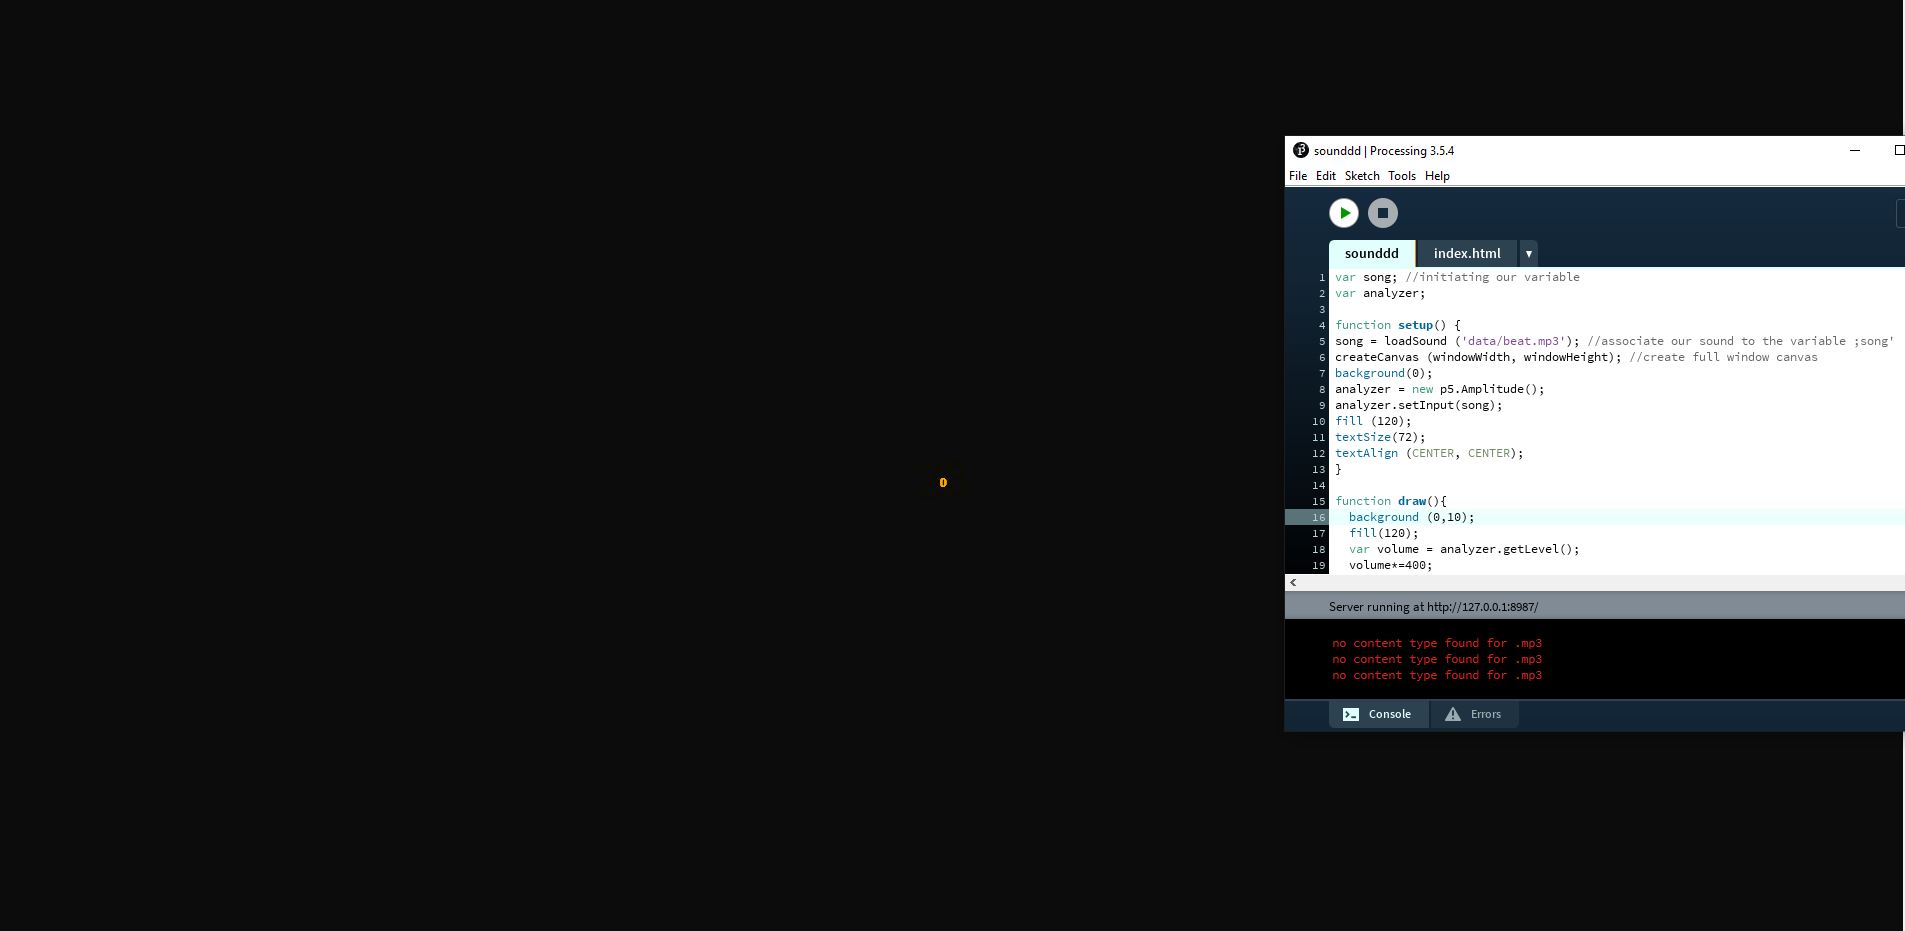 sounddd | Processing 3.5.4
File Edit Sketch Tools Help
sounddd index.html
1 var song; //initiating our variable
2 var analyzer;
3
4 function setup() {
5 song = loadSound ('data/beat.mp3'); //associate our sound to the variable ;song'
6 createCanvas (windowWidth, windowHeight); //create full window canvas
7 background(0);
8 analyzer = new p5.Amplitude();
9 analyzer.setInput(song);
10 fill (120);
11 textSize(72);
12 textAlign (CENTER, CENTER);
13 }
14
15 function draw(){
16 background (0,10);
17 fill(120);
18 var volume = analyzer.getLevel();
19 volume*=400;
0
Server running at http://127.0.0.1:8987/
no content type found for .mp3
no content type found for .mp3
no content type found for .mp3
Console Errors